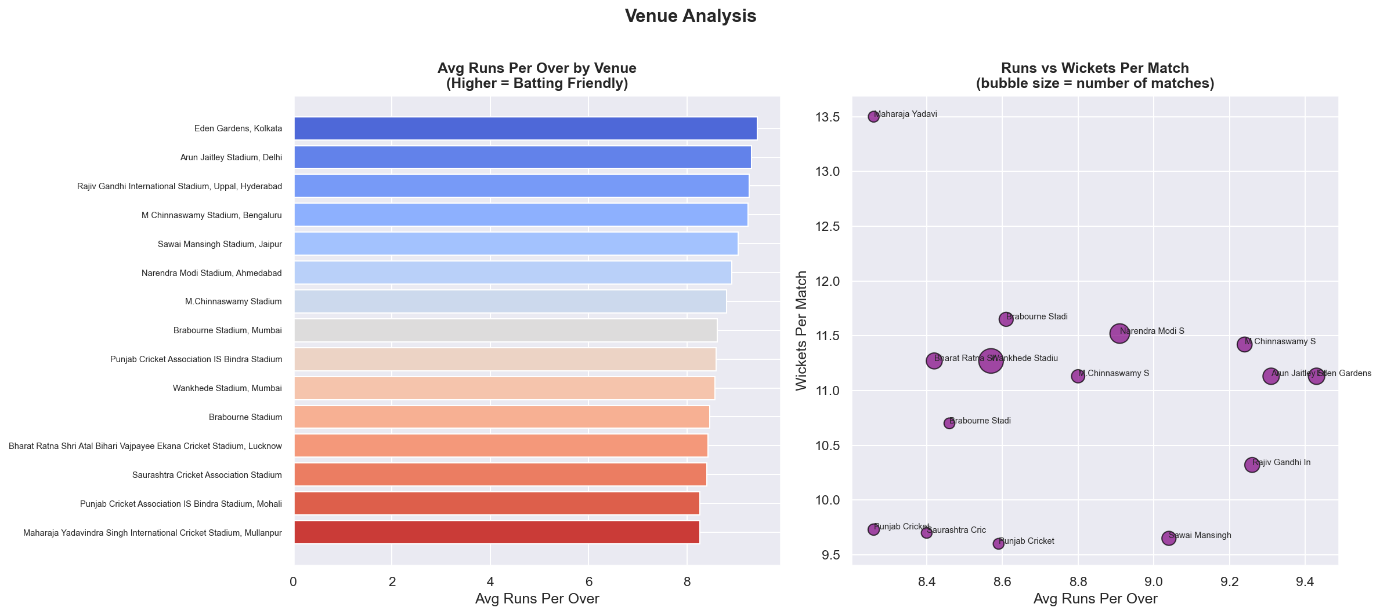 Venue Analysis
Avg Runs Per Over by Venue
(Higher = Batting Friendly)
Eden Gardens, Kolkata
Arun Jaitley Stadium, Delhi
Rajiv Gandhi International Stadium, Uppal, Hyderabad
M Chinnaswamy Stadium, Bengaluru
Sawai Mansingh Stadium, Jaipur
Narendra Modi Stadium, Ahmedabad
M.Chinnaswamy Stadium
Brabourne Stadium, Mumbai
Punjab Cricket Association IS Bindra Stadium
Wankhede Stadium, Mumbai
Brabourne Stadium
Bharat Ratna Shri Atal Bihari Vajpayee Ekana Cricket Stadium, Lucknow
Saurashtra Cricket Association Stadium
Punjab Cricket Association IS Bindra Stadium, Mohali
Maharaja Yadavindra Singh International Cricket Stadium, Mullanpur
0 2 4 6 8
Avg Runs Per Over
Runs vs Wickets Per Match
(bubble size = number of matches)
Wickets Per Match
13.5
13.0
12.5
12.0
11.5
11.0
10.5
10.0
9.5
Maharaja Yadavi
Brabourne Stadi
Narendra Modi S
M Chinnaswamy S
Bharat Ratna Sh
Wankhede Stadiu
M.Chinnaswamy S
Arun Jaitley
Eden Gardens
Brabourne Stadi
Rajiv Gandhi In
Punjab Cricket
Saurashtra Cric
Punjab Cricket
Sawai Mansingh
8.4 8.6 8.8 9.0 9.2 9.4
Avg Runs Per Over